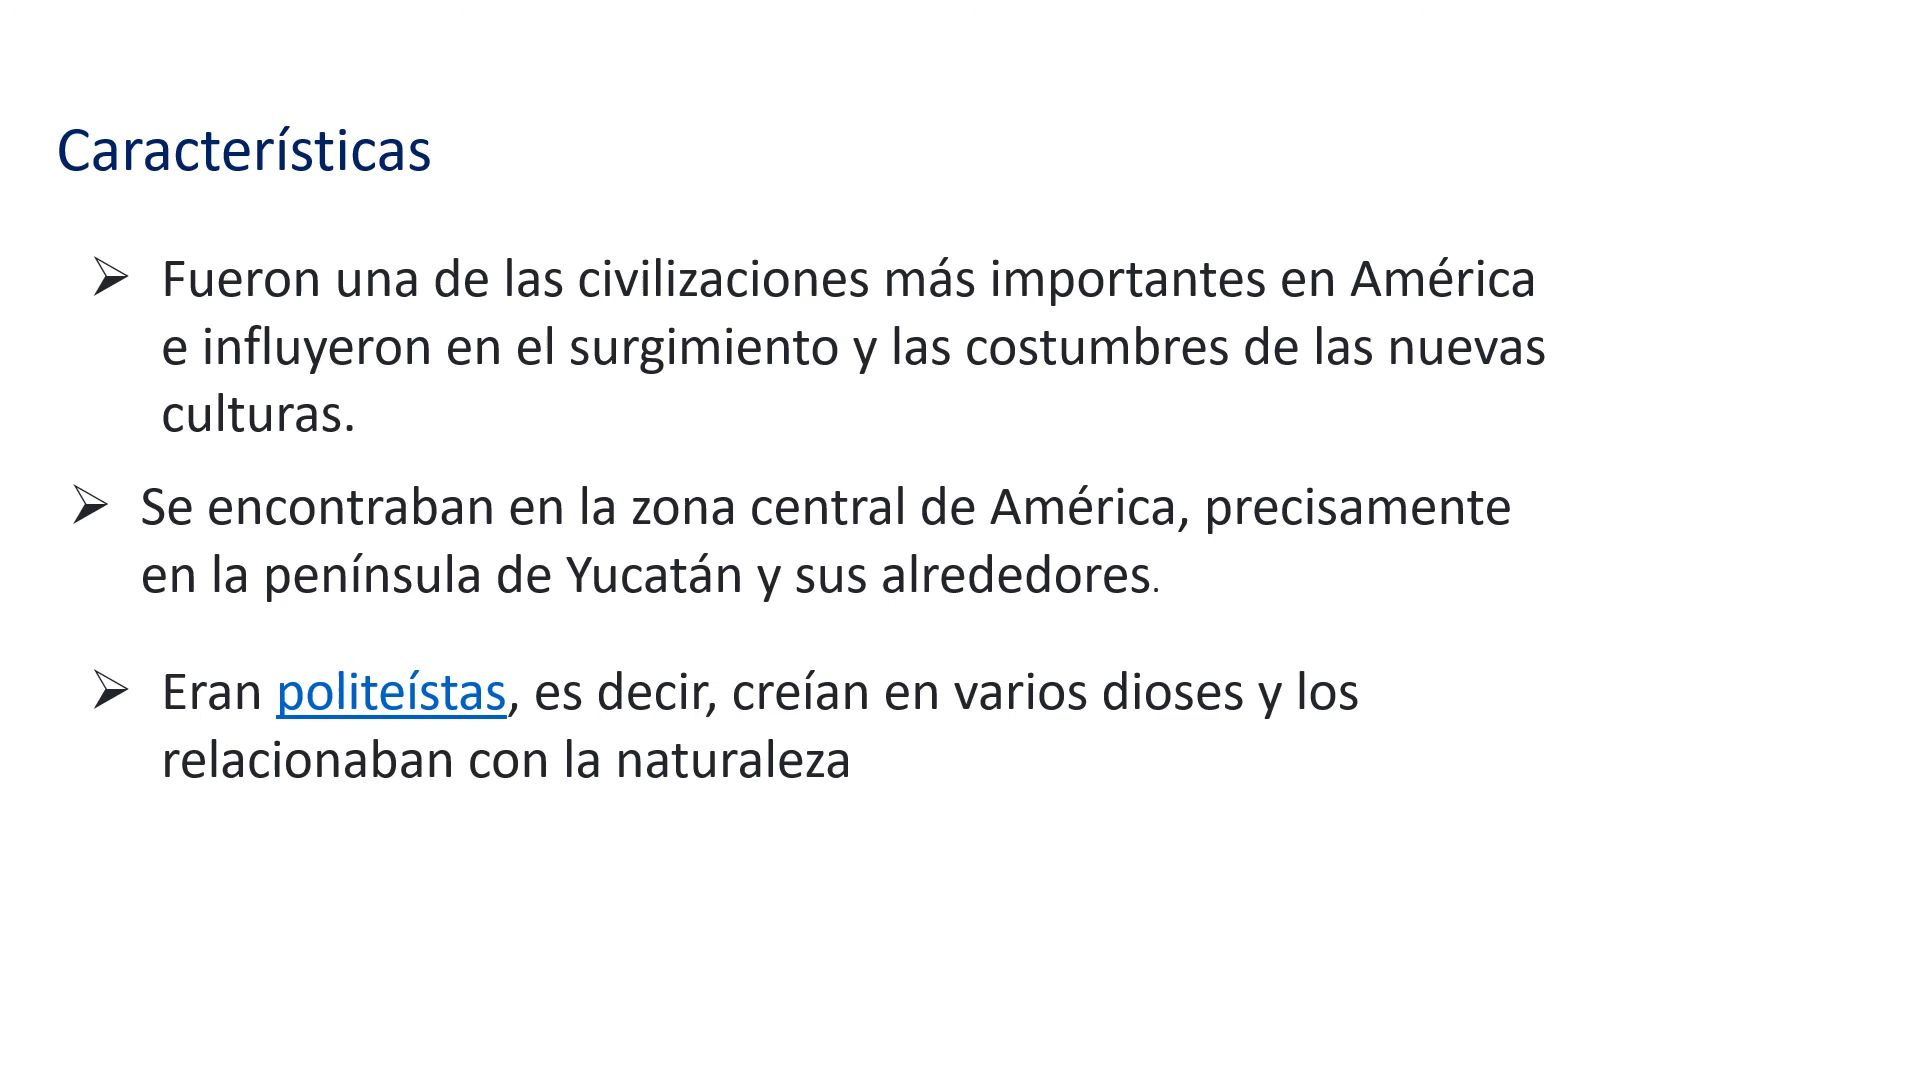 Características
➢ Fueron una de las civilizaciones más importantes en América
e influyeron en el surgimiento y las costumbres de las nuevas
culturas.
➢ Se encontraban en la zona central de América, precisamente
en la península de Yucatán y sus alrededores.
➢ Eran politeístas, es decir, creían en varios dioses y los
relacionaban con la naturaleza